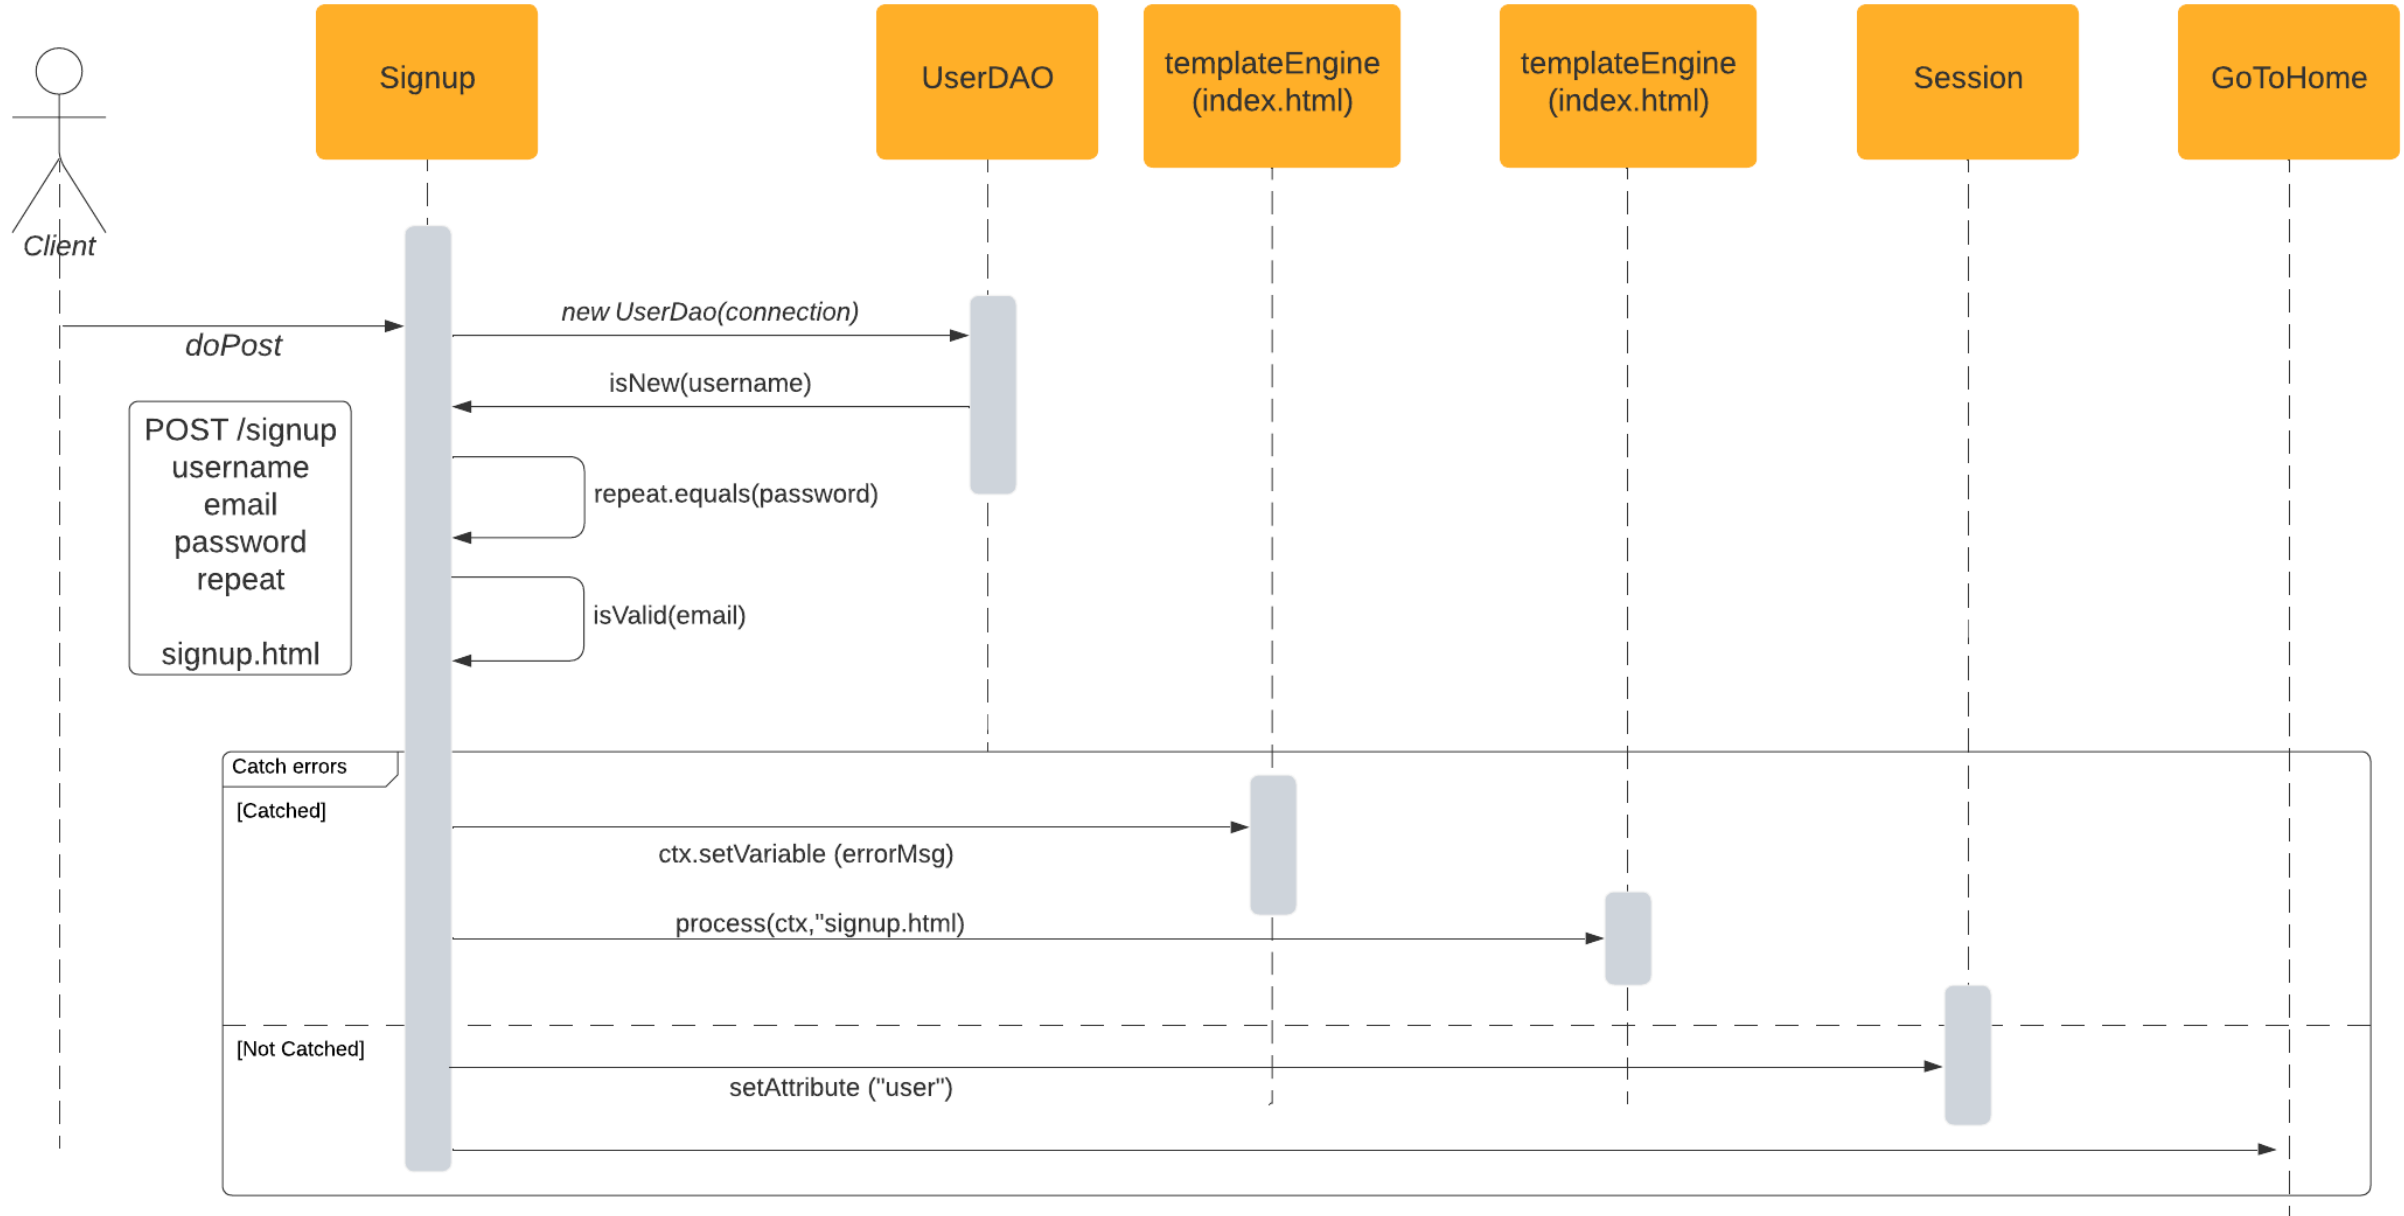 Signup
UserDAO
templateEngine
(index.html)
templateEngine
(index.html)
Session
GoToHome
Client
doPost
new UserDao(connection)
isNew(username)
POST /signup
username
email
password
repeat
signup.html
repeat.equals(password)
isValid(email)
Catch errors
[Catched]
ctx.setVariable (errorMsg)
process(ctx,"signup.html)
[Not Catched]
setAttribute ("user")